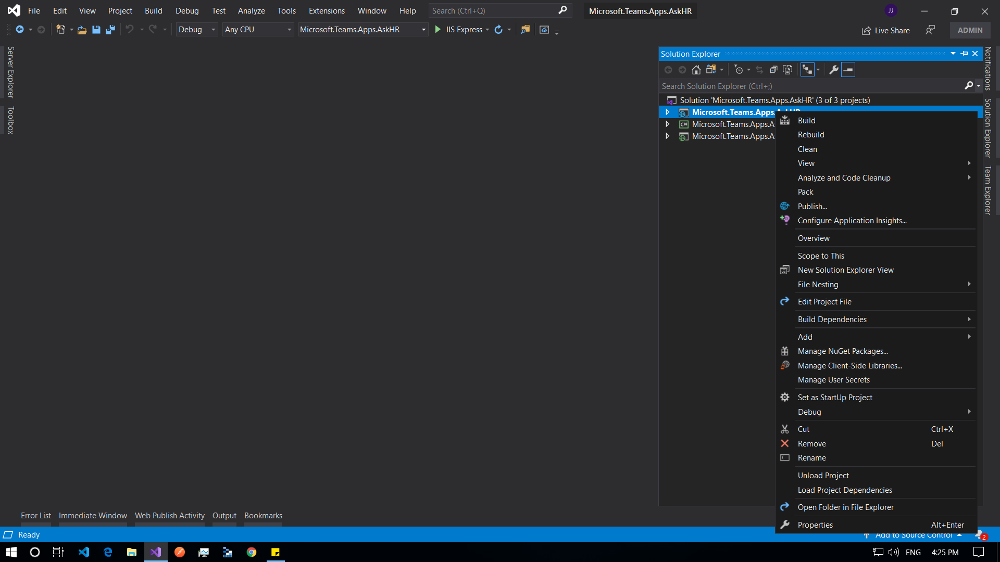 File Edit View Project Build Debug Test Analyze Tools Extensions Window Help Search (Ctrl+Q) Microsoft.Teams.Apps.AskHR JJ
Debug Any CPU Microsoft.Teams.Apps.AskHR IIS Express Live Share ADMIN
Server Explorer
Toolbox
Solution Explorer
Search Solution Explorer (Ctrl+;)
Solution 'Microsoft.Teams.Apps.AskHR' (3 of 3 projects)
Microsoft.Teams.Apps.AskHR
C# Microsoft.Teams.Apps.A
Microsoft.Teams.Apps.A
Build
Rebuild
Clean
View
Analyze and Code Cleanup
Pack
Publish...
Configure Application Insights...
Overview
Scope to This
New Solution Explorer View
File Nesting
Edit Project File
Build Dependencies
Add
Manage NuGet Packages...
Manage Client-Side Libraries...
Manage User Secrets
Set as StartUp Project
Debug
Cut Ctrl+X
Remove Del
Rename
Unload Project
Load Project Dependencies
Open Folder in File Explorer
Properties Alt+Enter
Notifications
Solution Explorer
Team Explorer
Error List Immediate Window Web Publish Activity Output Bookmarks
Ready Add to Source Control 2
ENG 4:25 PM